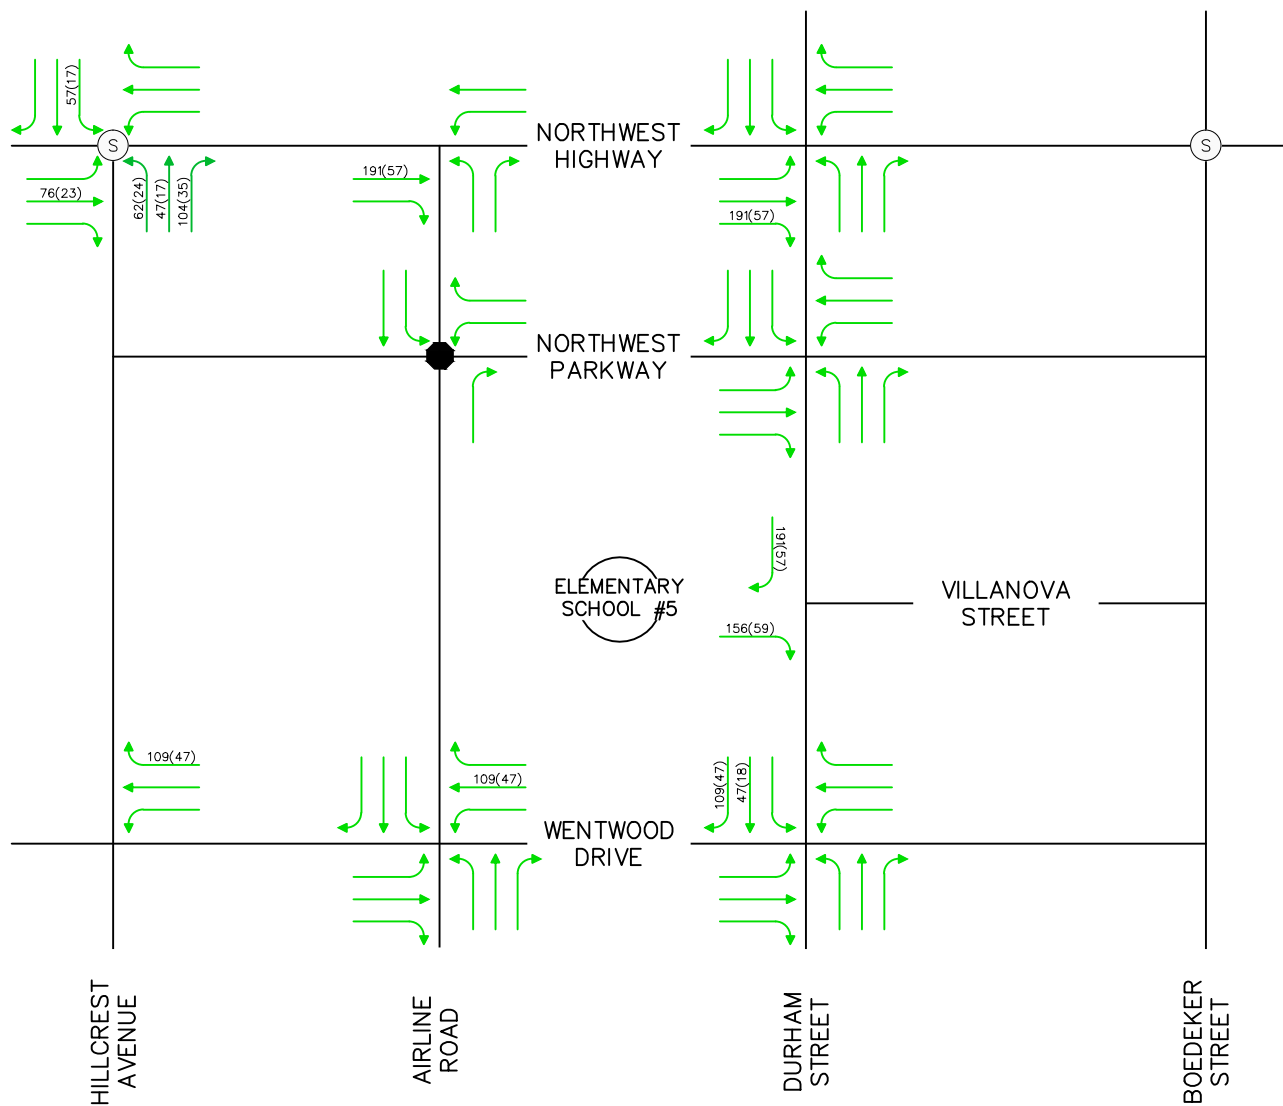 57(17)
S
NORTHWEST
HIGHWAY
S
76(23)
62(24)
47(17)
104(35)
191(57)
191(57)
NORTHWEST
PARKWAY
191(57)
ELEMENTARY
SCHOOL #5
VILLANOVA
STREET
156(59)
109(47)
109(47)
109(47)
47(18)
WENTWOOD
DRIVE
HILLCREST
AVENUE
AIRLINE
ROAD
DURHAM
STREET
BOEDEKER
STREET